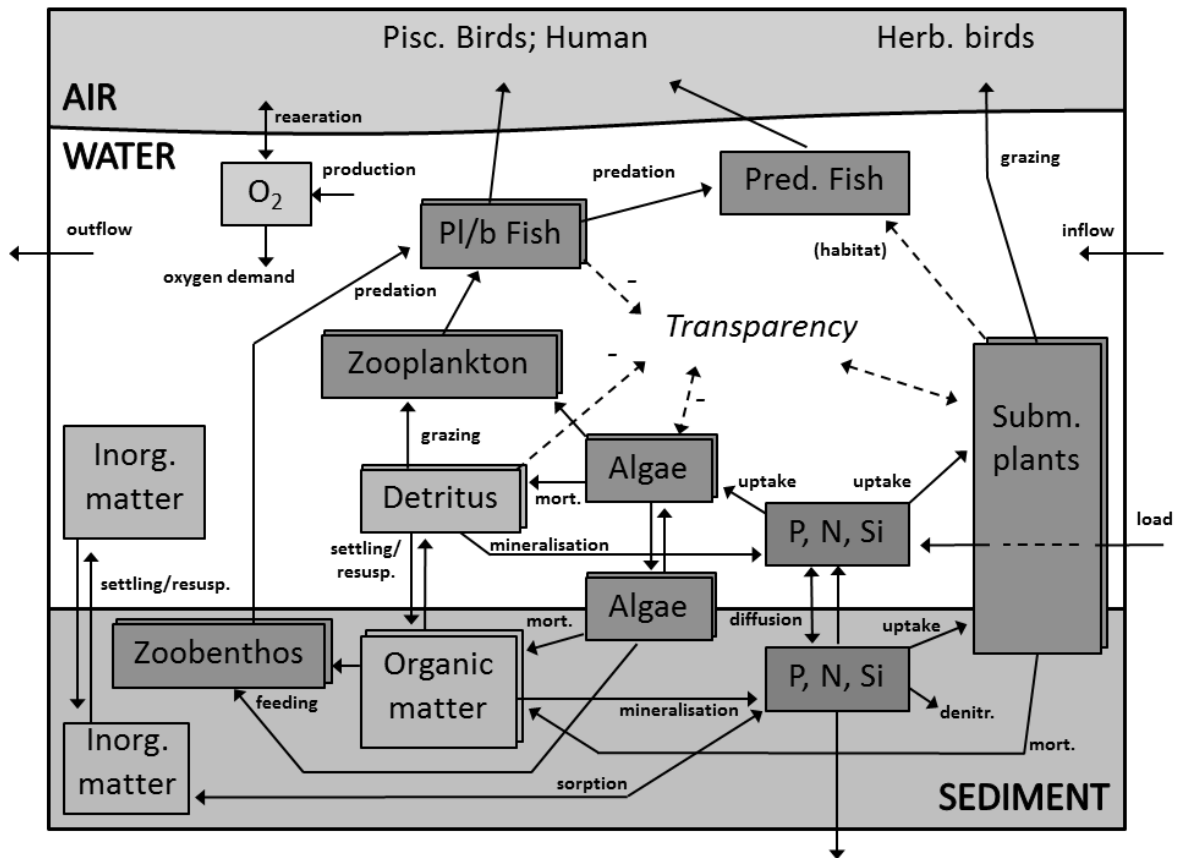 Pisc. Birds; Human
Herb. birds
AIR
reaeration
WATER
production
O₂
predation
Pred. Fish
grazing
outflow
Pl/b Fish
(habitat)
inflow
oxygen demand
predation
-
Transparency
Zooplankton
-
-
Subm.
plants
grazing
Inorg.
matter
Algae
Detritus
mort.
uptake
uptake
P, N, Si
load
settling/
resusp.
mineralisation
settling/resusp.
Algae
diffusion
uptake
mort.
Zoobenthos
Organic
matter
P, N, Si
feeding
mineralisation
denitr.
Inorg.
matter
mort.
sorption
SEDIMENT